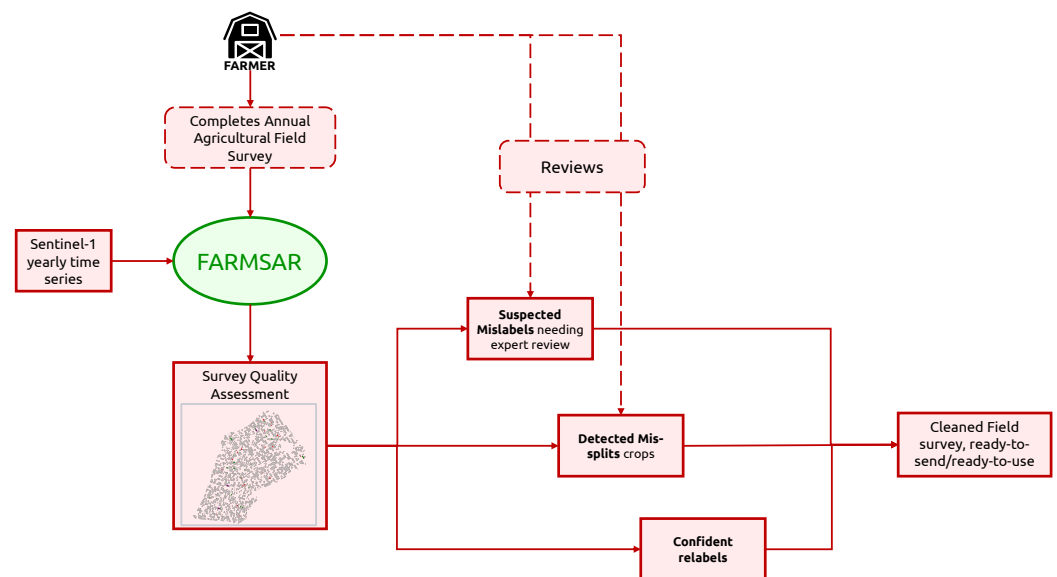 FARMER
Completes Annual
Agricultural Field
Survey
Reviews
Sentinel-1
yearly time
series
FARMSAR
Suspected
Mislabels needing
expert review
Survey Quality
Assessment
Detected Mis-
splits crops
Cleaned Field
survey, ready-to-
send/ready-to-use
Confident
relabels